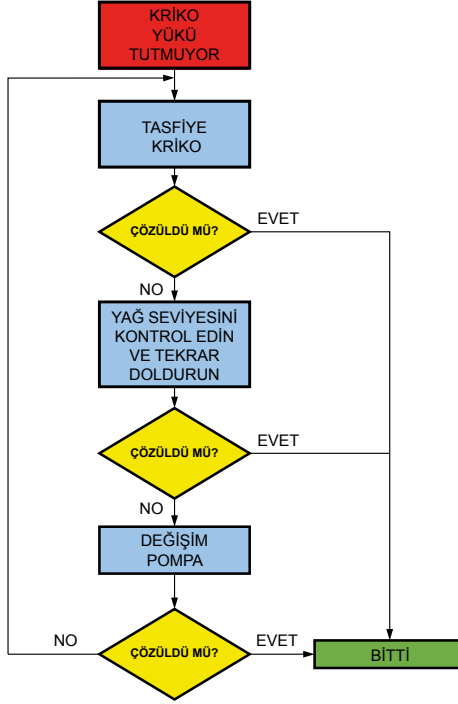 KRİKO
YÜKÜ
TUTMUYOR
TASFİYE
KRİKO
ÇÖZÜLDÜ MÜ?
EVET
NO
YAĞ SEVİYESİNİ
KONTROL EDİN
VE TEKRAR
DOLDURUN
ÇÖZÜLDÜ MÜ?
EVET
NO
DEĞİŞİM
POMPA
NO
ÇÖZÜLDÜ MÜ?
EVET
BİTTİ